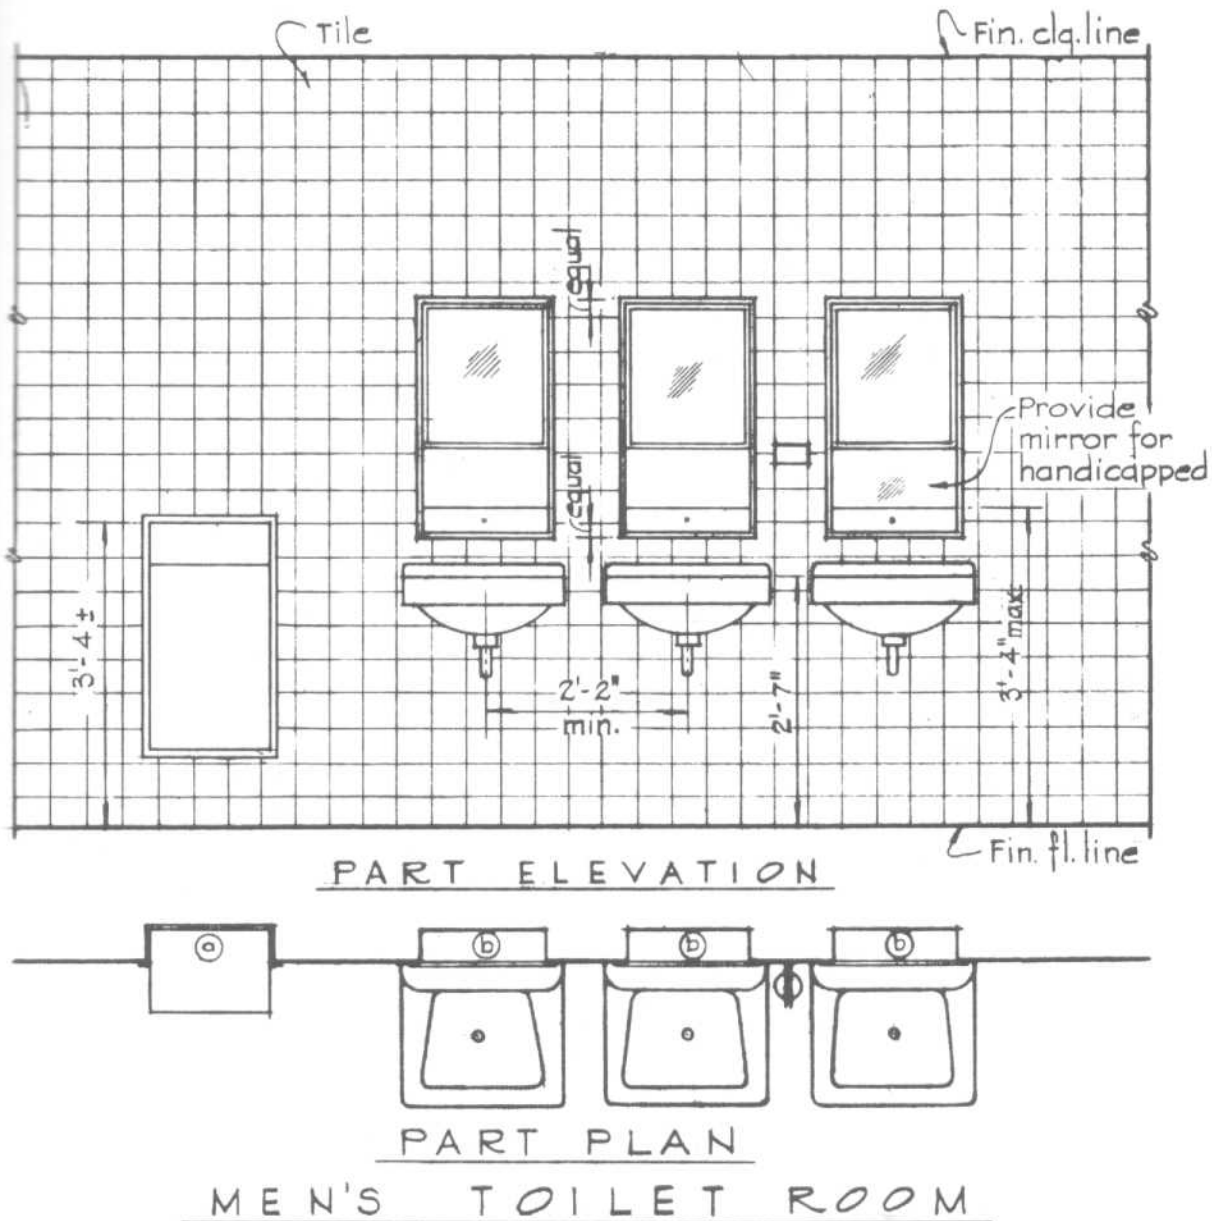 Tile
Fin. clg. line
equal
Provide
mirror for
handicapped
equal
3'-4 ±
2'-2"
min.
2'-7"
3'-4" max.
Fin. fl. line
PART ELEVATION
a
b
b
b
PART PLAN
MEN'S TOILET ROOM